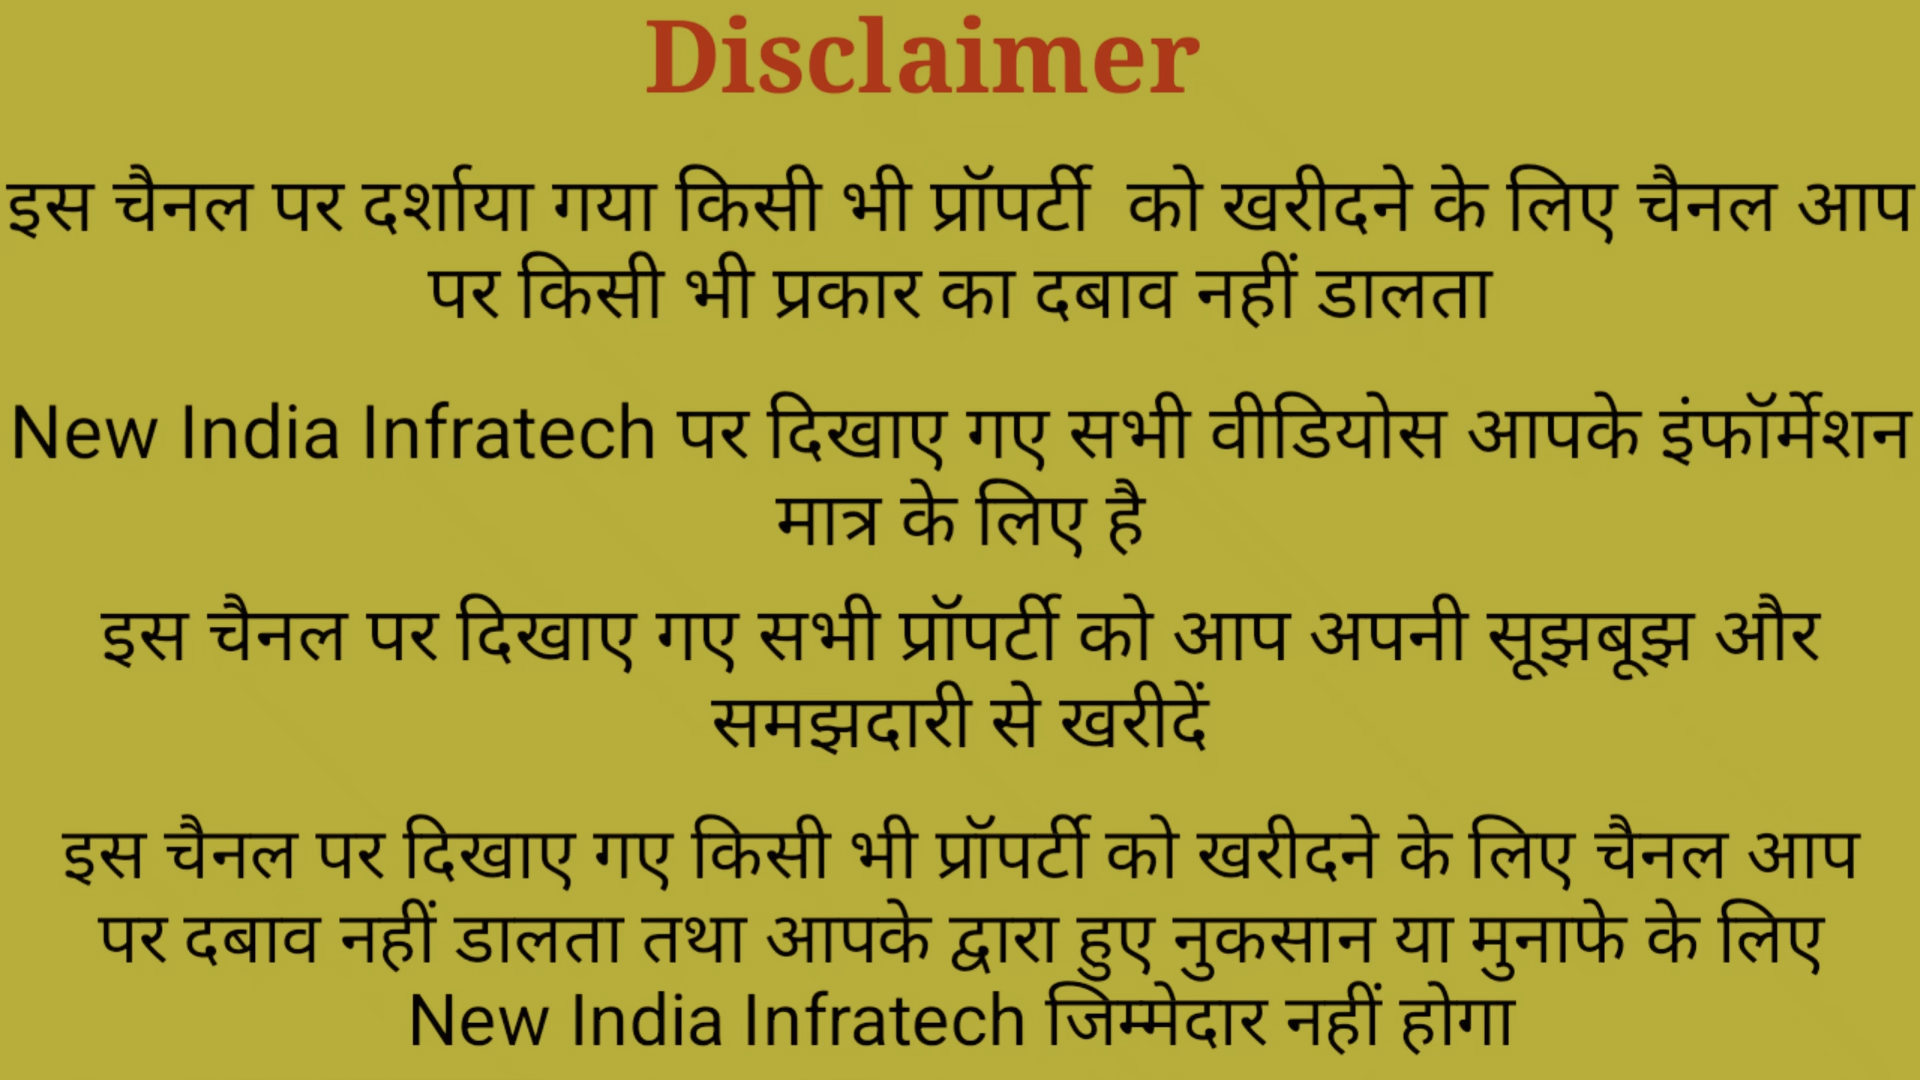 Disclaimer
इस चैनल पर दर्शाया गया किसी भी प्रॉपर्टी को खरीदने के लिए चैनल आप
पर किसी भी प्रकार का दबाव नहीं डालता
New India Infratech पर दिखाए गए सभी वीडियोस आपके इंफॉर्मेशन
मात्र के लिए है
इस चैनल पर दिखाए गए सभी प्रॉपर्टी को आप अपनी सूझबूझ और
समझदारी से खरीदें
इस चैनल पर दिखाए गए किसी भी प्रॉपर्टी को खरीदने के लिए चैनल आप
पर दबाव नहीं डालता तथा आपके द्वारा हुए नुकसान या मुनाफे के लिए
New India Infratech जिम्मेदार नहीं होगा